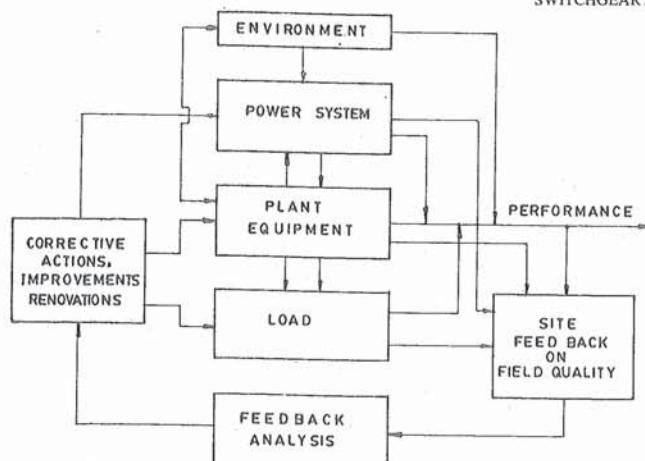 SWITCHGEAR
ENVIRONMENT
POWER SYSTEM
PLANT
EQUIPMENT
PERFORMANCE
CORRECTIVE
ACTIONS,
IMPROVEMENTS
RENOVATIONS
LOAD
SITE
FEED BACK
ON
FIELD QUALITY
FEEDBACK
ANALYSIS